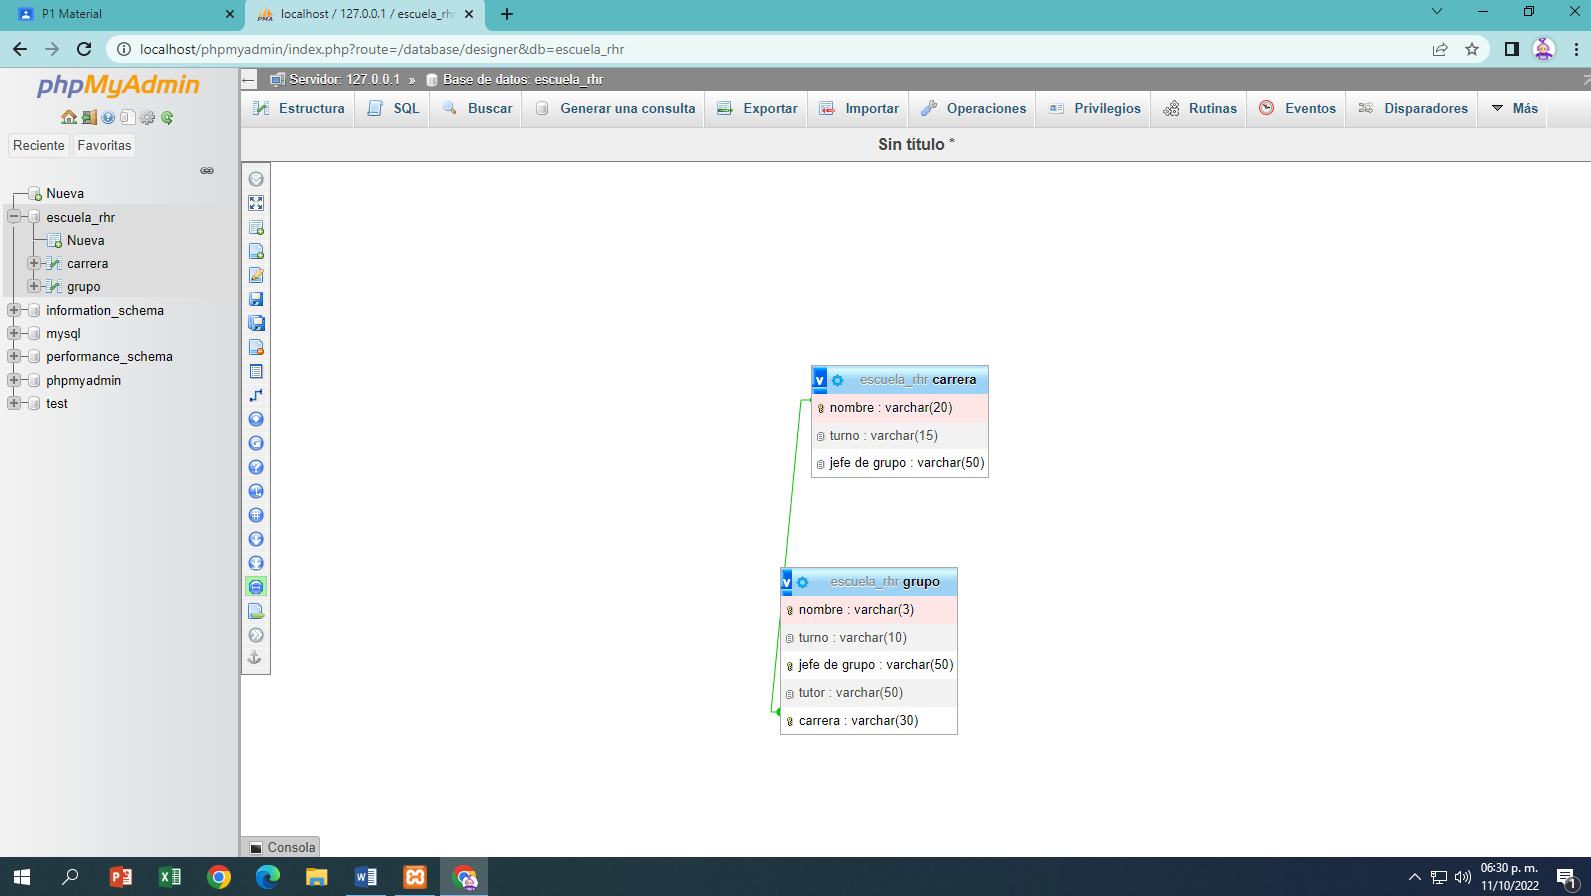 P1 Material
localhost / 127.0.0.1 / escuela_rhr
localhost/phpmyadmin/index.php?route=/database/designer&db=escuela_rhr
phpMyAdmin
Servidor: 127.0.0.1 » Base de datos: escuela_rhr
Estructura SQL Buscar Generar una consulta Exportar Importar Operaciones Privilegios Rutinas Eventos Disparadores Más
Reciente Favoritas
Sin título *
Nueva
escuela_rhr
Nueva
carrera
grupo
information_schema
mysql
performance_schema
phpmyadmin
test
v escuela_rhr carrera
nombre : varchar(20)
turno : varchar(15)
jefe de grupo : varchar(50)
v escuela_rhr grupo
nombre : varchar(3)
turno : varchar(10)
jefe de grupo : varchar(50)
tutor : varchar(50)
carrera : varchar(30)
Consola
06:30 p. m.
11/10/2022
1